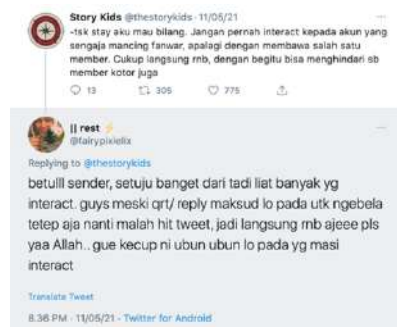 Story Kids @thestorykids · 11/05/21
-tsk stay aku mau bilang. Jangan pernah interact kepada akun yang
sengaja mancing fanwar, apalagi dengan membawa salah satu
member. Cukup langsung rnb, dengan begitu bisa menghindari sb
member kotor juga
13 305 775
|| rest ⚡
@fairypixielix
Replying to @thestorykids
betulll sender, setuju banget dari tadi liat banyak yg
interact. guys meski qrt/ reply maksud lo pada utk ngebela
tetep aja nanti malah hit tweet, jadi langsung rnb ajeee pls
yaa Allah.. gue kecup ni ubun ubun lo pada yg masi
interact
Translate Tweet
8.36 PM · 11/05/21 · Twitter for Android